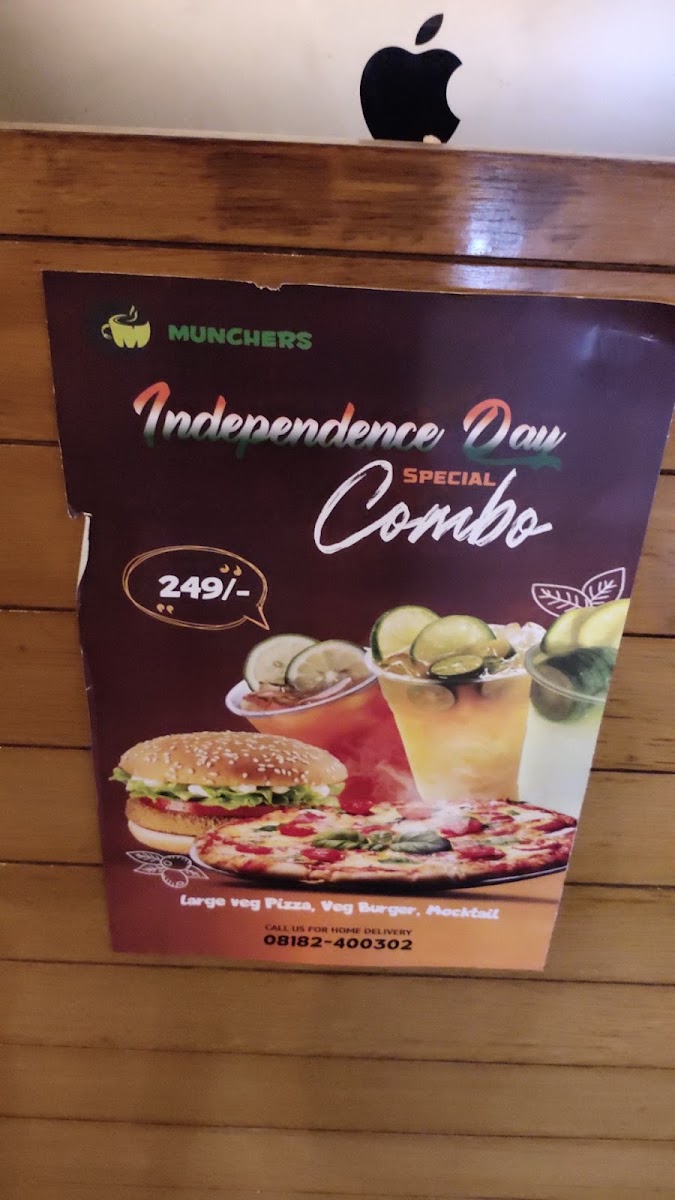 MUNCHERS
Independence Day
SPECIAL
Combo
249/-
Large veg Pizza, Veg Burger, Mocktail
CALL US FOR HOME DELIVERY
08182-400302